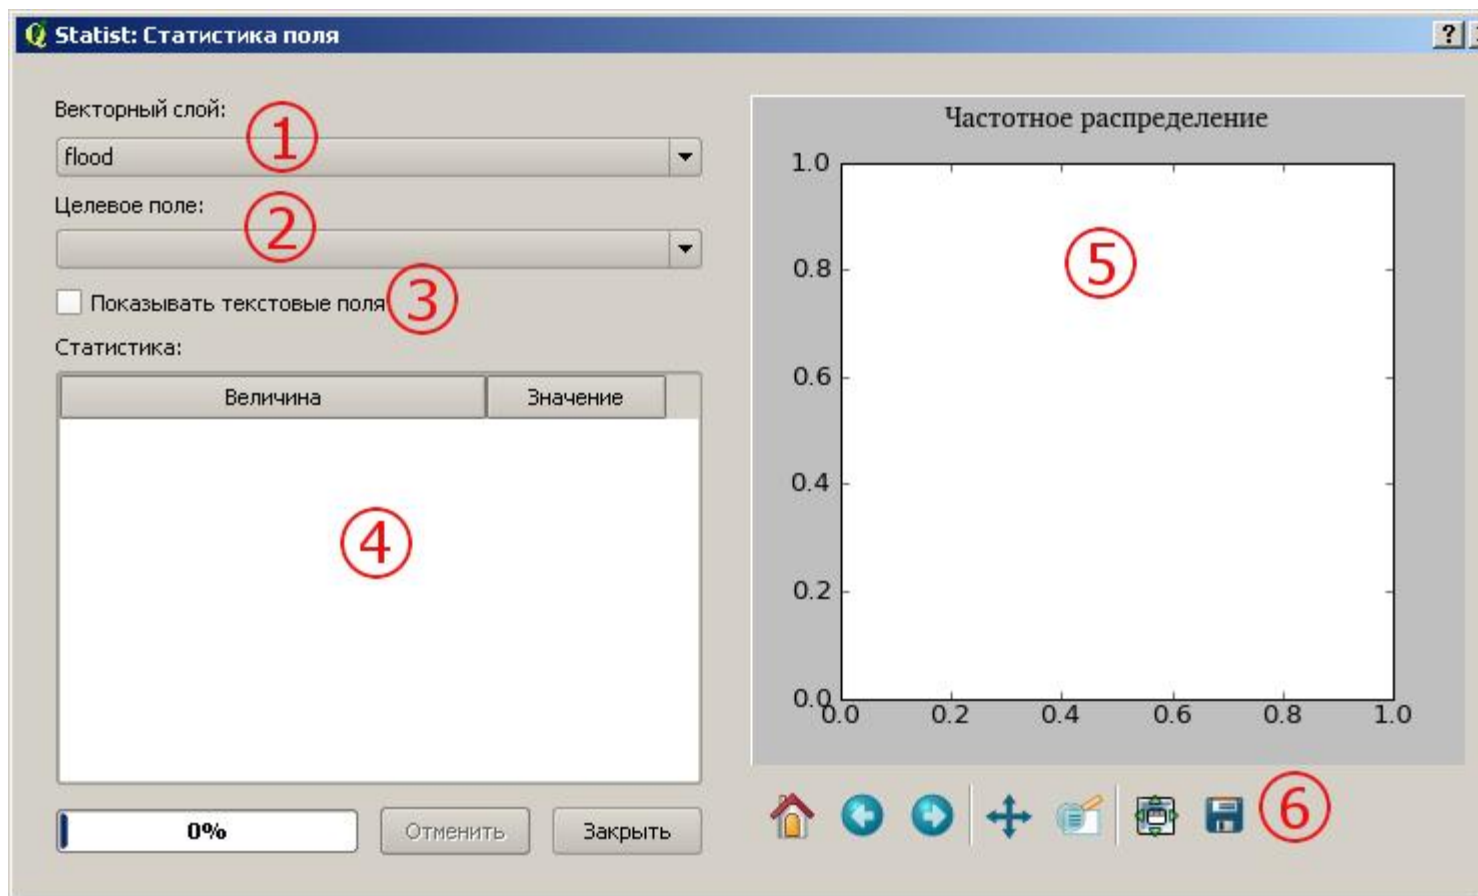 Statist: Статистика поля
?
Векторный слой:
1
flood
Целевое поле:
2
Показывать текстовые поля
3
Статистика:
Величина
Значение
4
0%
Отменить
Закрыть
Частотное распределение
1.0
0.8
0.6
0.4
0.2
0.0
0.0
0.2
0.4
0.6
0.8
1.0
5
6